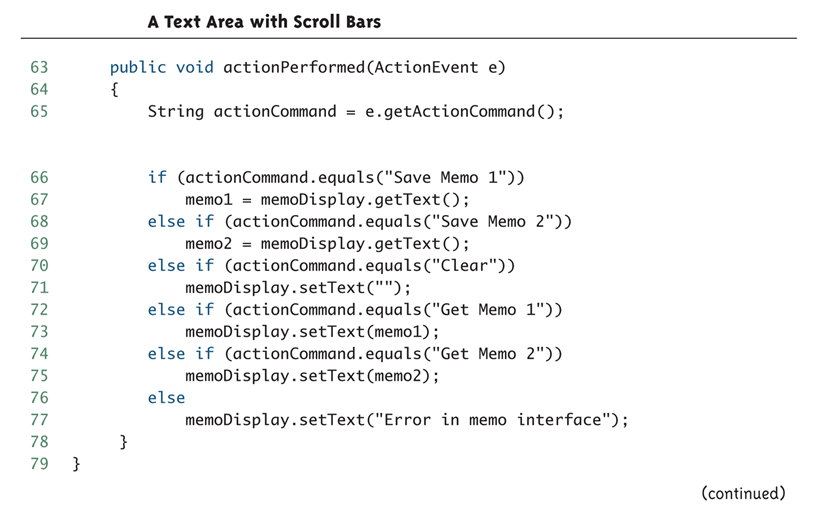 A Text Area with Scroll Bars
63 public void actionPerformed(ActionEvent e)
64 {
65 String actionCommand = e.getActionCommand();
66 if (actionCommand.equals("Save Memo 1"))
67 memo1 = memoDisplay.getText();
68 else if (actionCommand.equals("Save Memo 2"))
69 memo2 = memoDisplay.getText();
70 else if (actionCommand.equals("Clear"))
71 memoDisplay.setText("");
72 else if (actionCommand.equals("Get Memo 1"))
73 memoDisplay.setText(memo1);
74 else if (actionCommand.equals("Get Memo 2"))
75 memoDisplay.setText(memo2);
76 else
77 memoDisplay.setText("Error in memo interface");
78 }
79 }
(continued)